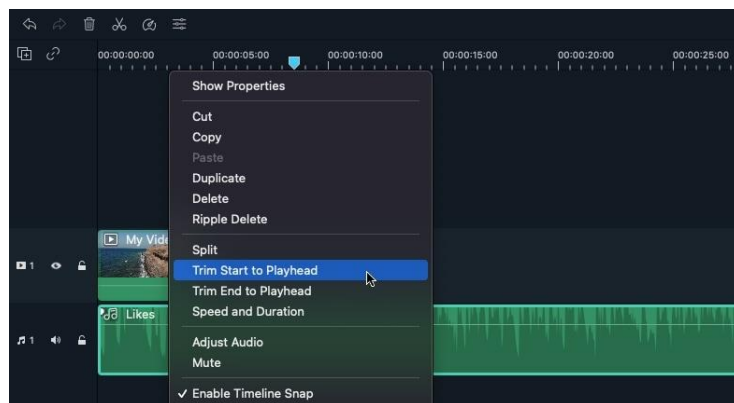 00:00:00:00 00:00:05:00 00:00:10:00 00:00:15:00 00:00:20:00 00:00:25:00
Show Properties
Cut
Copy
Paste
Duplicate
Delete
Ripple Delete
My Vide
Split
1
Trim Start to Playhead
Trim End to Playhead
Likes
Speed and Duration
1
Adjust Audio
Mute
✓ Enable Timeline Snap